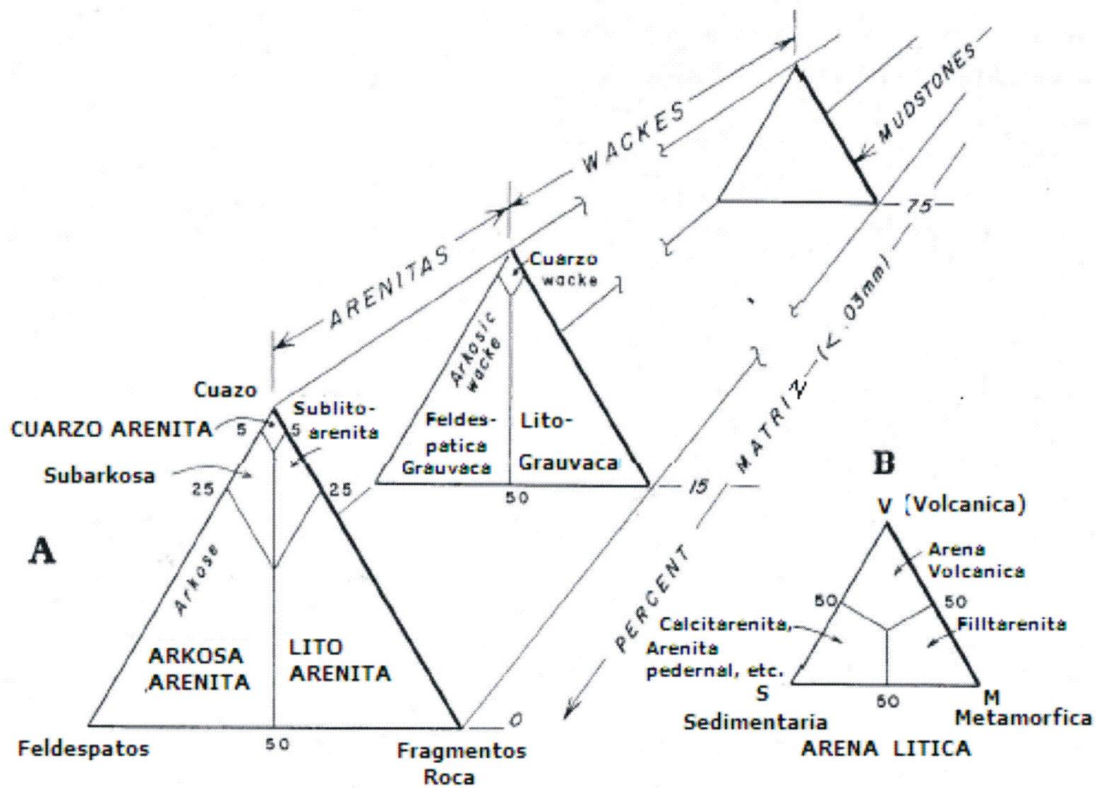 MUDSTONES
WACKES
75
ARENITAS
Cuarzo
wacke
Arkosic
wacke
PERCENT MATRIZ (< .03mm)
Cuazo
Sublito-
arenita
CUARZO ARENITA
5
5
Feldes-
patica
Grauvaca
Lito-
Grauvaca
Subarkosa
25
25
50
15
B
V (Volcanica)
A
Arkose
Arena
Volcanica
50
50
Calcitarenita,
Arenita
pedernal, etc.
Filltarenita
ARKOSA
ARENITA
LITO
ARENITA
S
50
M
0
Sedimentaria
Metamorfica
Feldespatos
50
Fragmentos
Roca
ARENA LITICA